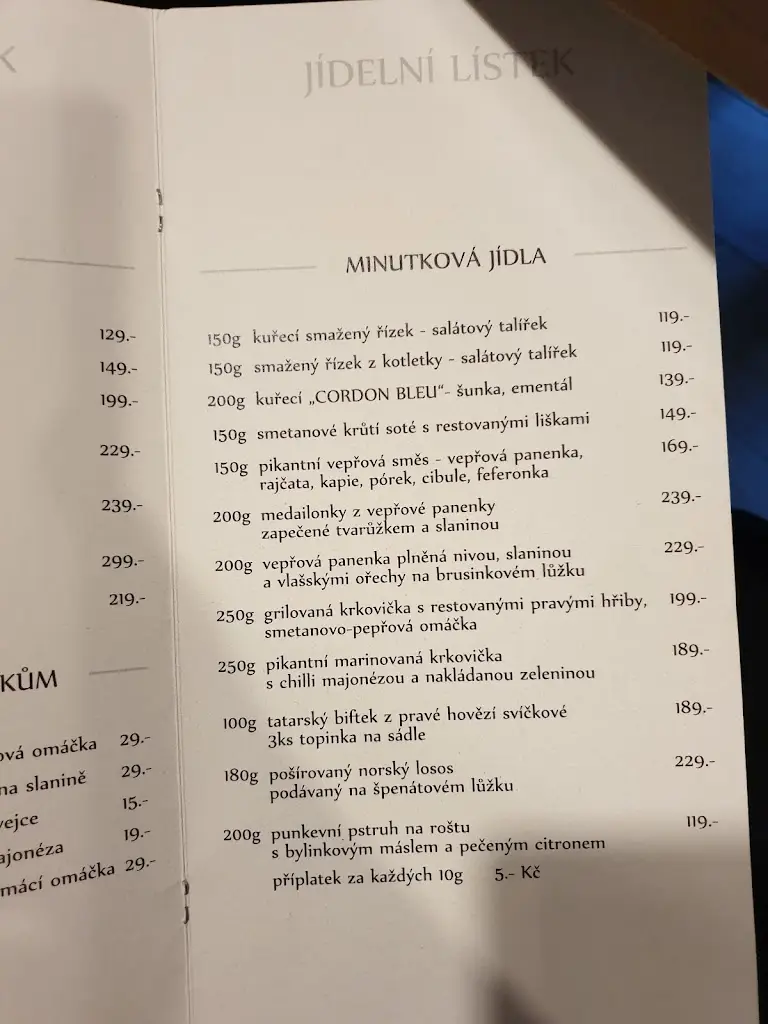 K
129.-
149.-
199.-
229.-
239.-
299.-
219.-
KŮM
ová omáčka 29.-
na slanině 29.-
vejce 15.-
ajonéza 19.-
mácí omáčka 29.-
JÍDELNÍ LÍSTEK
MINUTKOVÁ JÍDLA
150g kuřecí smažený řízek - salátový talířek 119.-
150g smažený řízek z kotletky - salátový talířek 119.-
200g kuřecí „CORDON BLEU“- šunka, ementál 139.-
150g smetanové krůtí soté s restovanými liškami 149.-
150g pikantní vepřová směs - vepřová panenka, 169.-
rajčata, kapie, pórek, cibule, feferonka
200g medailonky z vepřové panenky 239.-
zapečené tvarůžkem a slaninou
200g vepřová panenka plněná nivou, slaninou 229.-
a vlašskými ořechy na brusinkovém lůžku
250g grilovaná krkovička s restovanými pravými hřiby, 199.-
smetanovo-pepřová omáčka
250g pikantní marinovaná krkovička 189.-
s chilli majonézou a nakládanou zeleninou
100g tatarský biftek z pravé hovězí svíčkové 189.-
3ks topinka na sádle
180g pošírovaný norský losos 229.-
podávaný na špenátovém lůžku
200g punkevní pstruh na roštu 119.-
s bylinkovým máslem a pečeným citronem
příplatek za každých 10g 5.- Kč